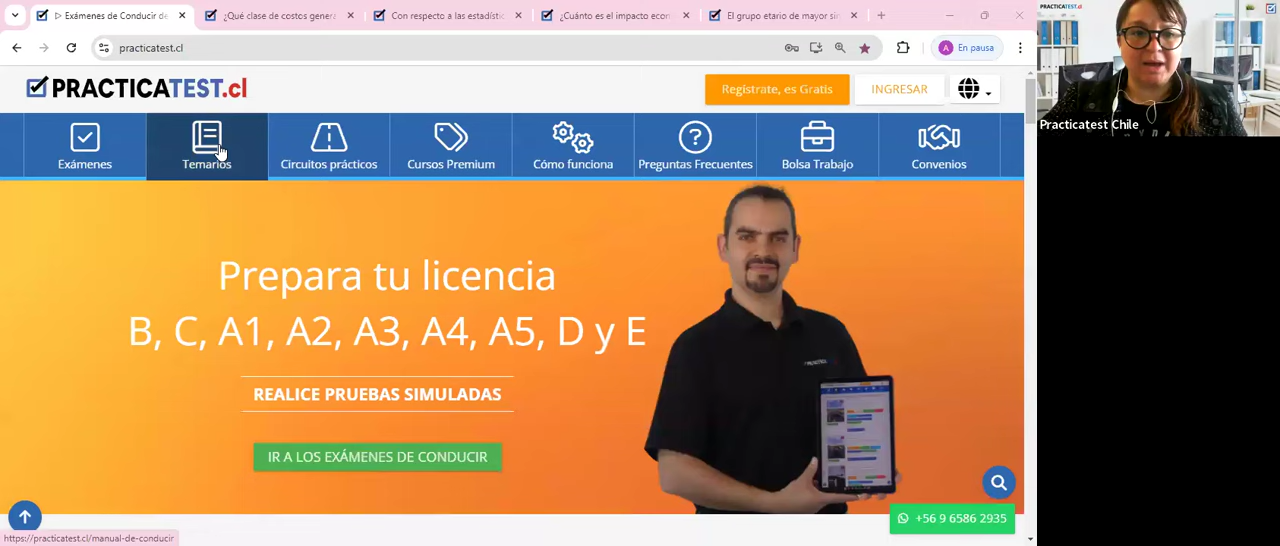 Exámenes de Conducir de
¿Qué clase de costos genera
Con respecto a las estadístic
¿Cuánto es el impacto econ
El grupo etario de mayor sin
practicatest.cl
A
En pausa
PRACTICATEST.cl
Regístrate, es Gratis
INGRESAR
Exámenes
Temarios
Circuitos prácticos
Cursos Premium
Cómo funciona
Preguntas Frecuentes
Bolsa Trabajo
Convenios
Prepara tu licencia
B, C, A1, A2, A3, A4, A5, D y E
REALICE PRUEBAS SIMULADAS
IR A LOS EXÁMENES DE CONDUCIR
+56 9 6586 2935
https://practicatest.cl/manual-de-conducir
PRACTICATEST.cl
Practicatest Chile